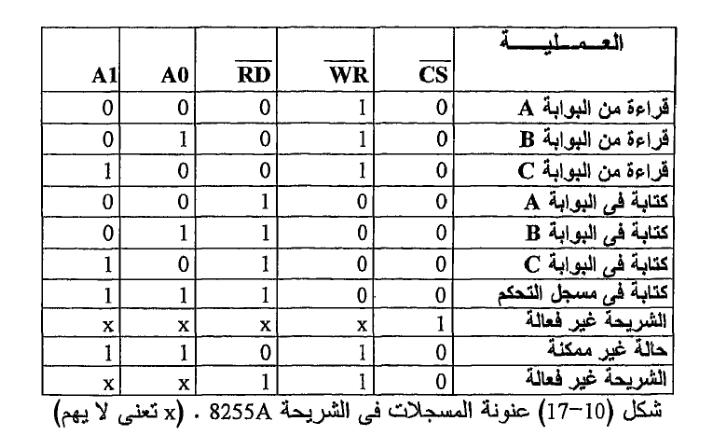 A1 A0 RD WR CS العملية
0 0 0 1 0 قراءة من البوابة A
0 1 0 1 0 قراءة من البوابة B
1 0 0 1 0 قراءة من البوابة C
0 0 1 0 0 كتابة فى البوابة A
0 1 1 0 0 كتابة فى البوابة B
1 0 1 0 0 كتابة فى البوابة C
1 1 1 0 0 كتابة فى مسجل التحكم
x x x x 1 الشريحة غير فعالة
1 1 0 1 0 حالة غير ممكنة
x x 1 1 0 الشريحة غير فعالة
شكل (10-17) عنونة المسجلات فى الشريحة 8255A . (x تعنى لا يهم)